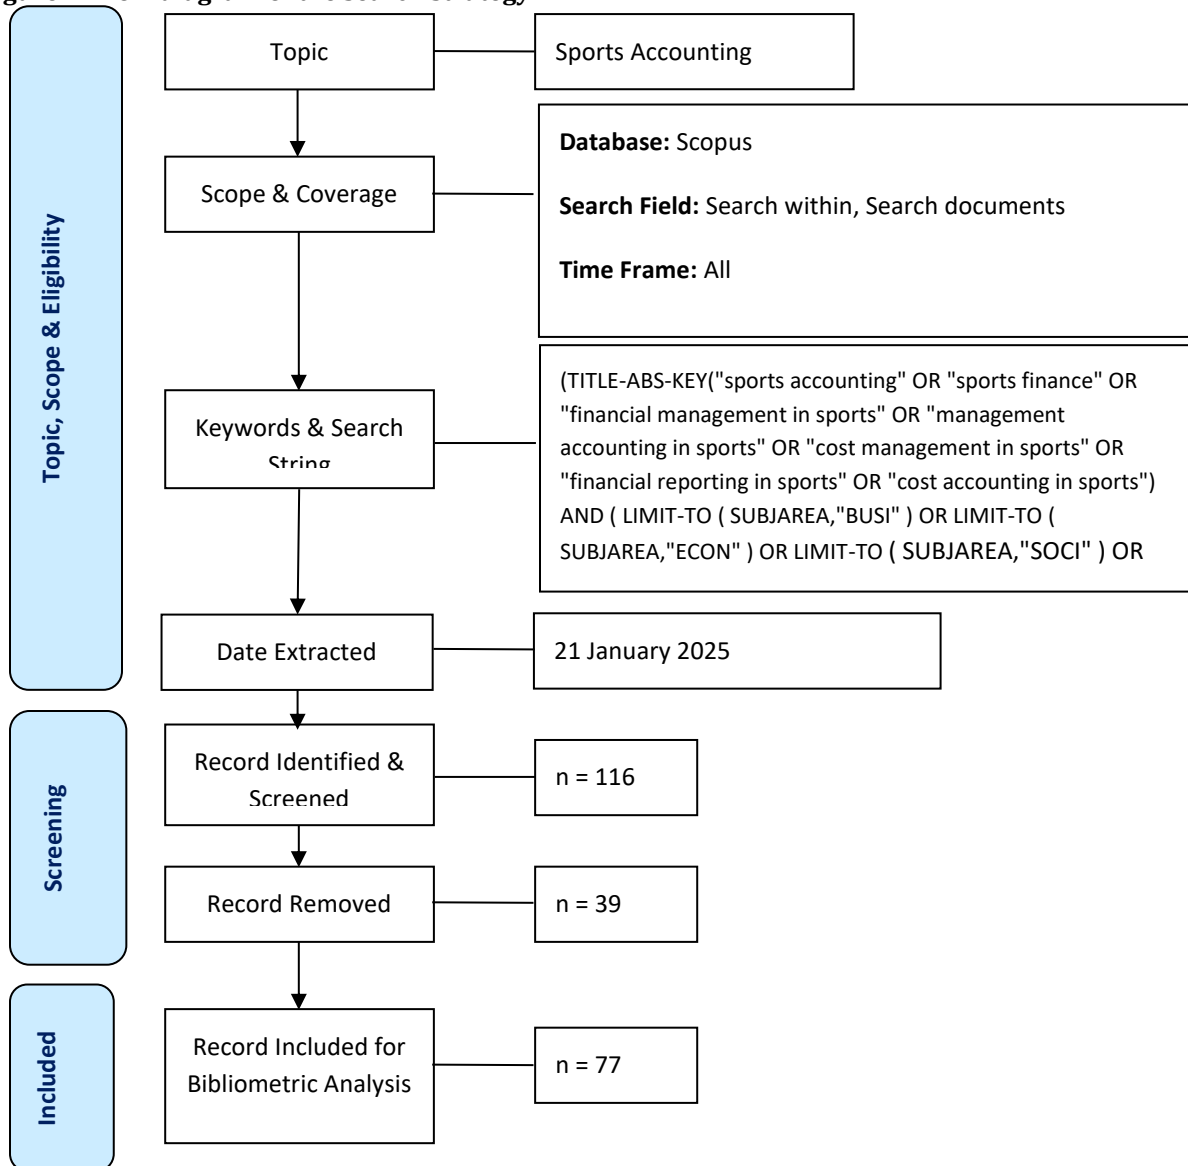 Topic, Scope & Eligibility
Topic
Sports Accounting
Scope & Coverage
Database: Scopus
Search Field: Search within, Search documents
Time Frame: All
Keywords & Search
String
(TITLE-ABS-KEY("sports accounting" OR "sports finance" OR
"financial management in sports" OR "management
accounting in sports" OR "cost management in sports" OR
"financial reporting in sports" OR "cost accounting in sports")
AND ( LIMIT-TO ( SUBJAREA,"BUSI" ) OR LIMIT-TO (
SUBJAREA,"ECON" ) OR LIMIT-TO ( SUBJAREA,"SOCI" ) OR
Date Extracted
21 January 2025
Screening
Record Identified &
Screened
n = 116
Record Removed
n = 39
Included
Record Included for
Bibliometric Analysis
n = 77